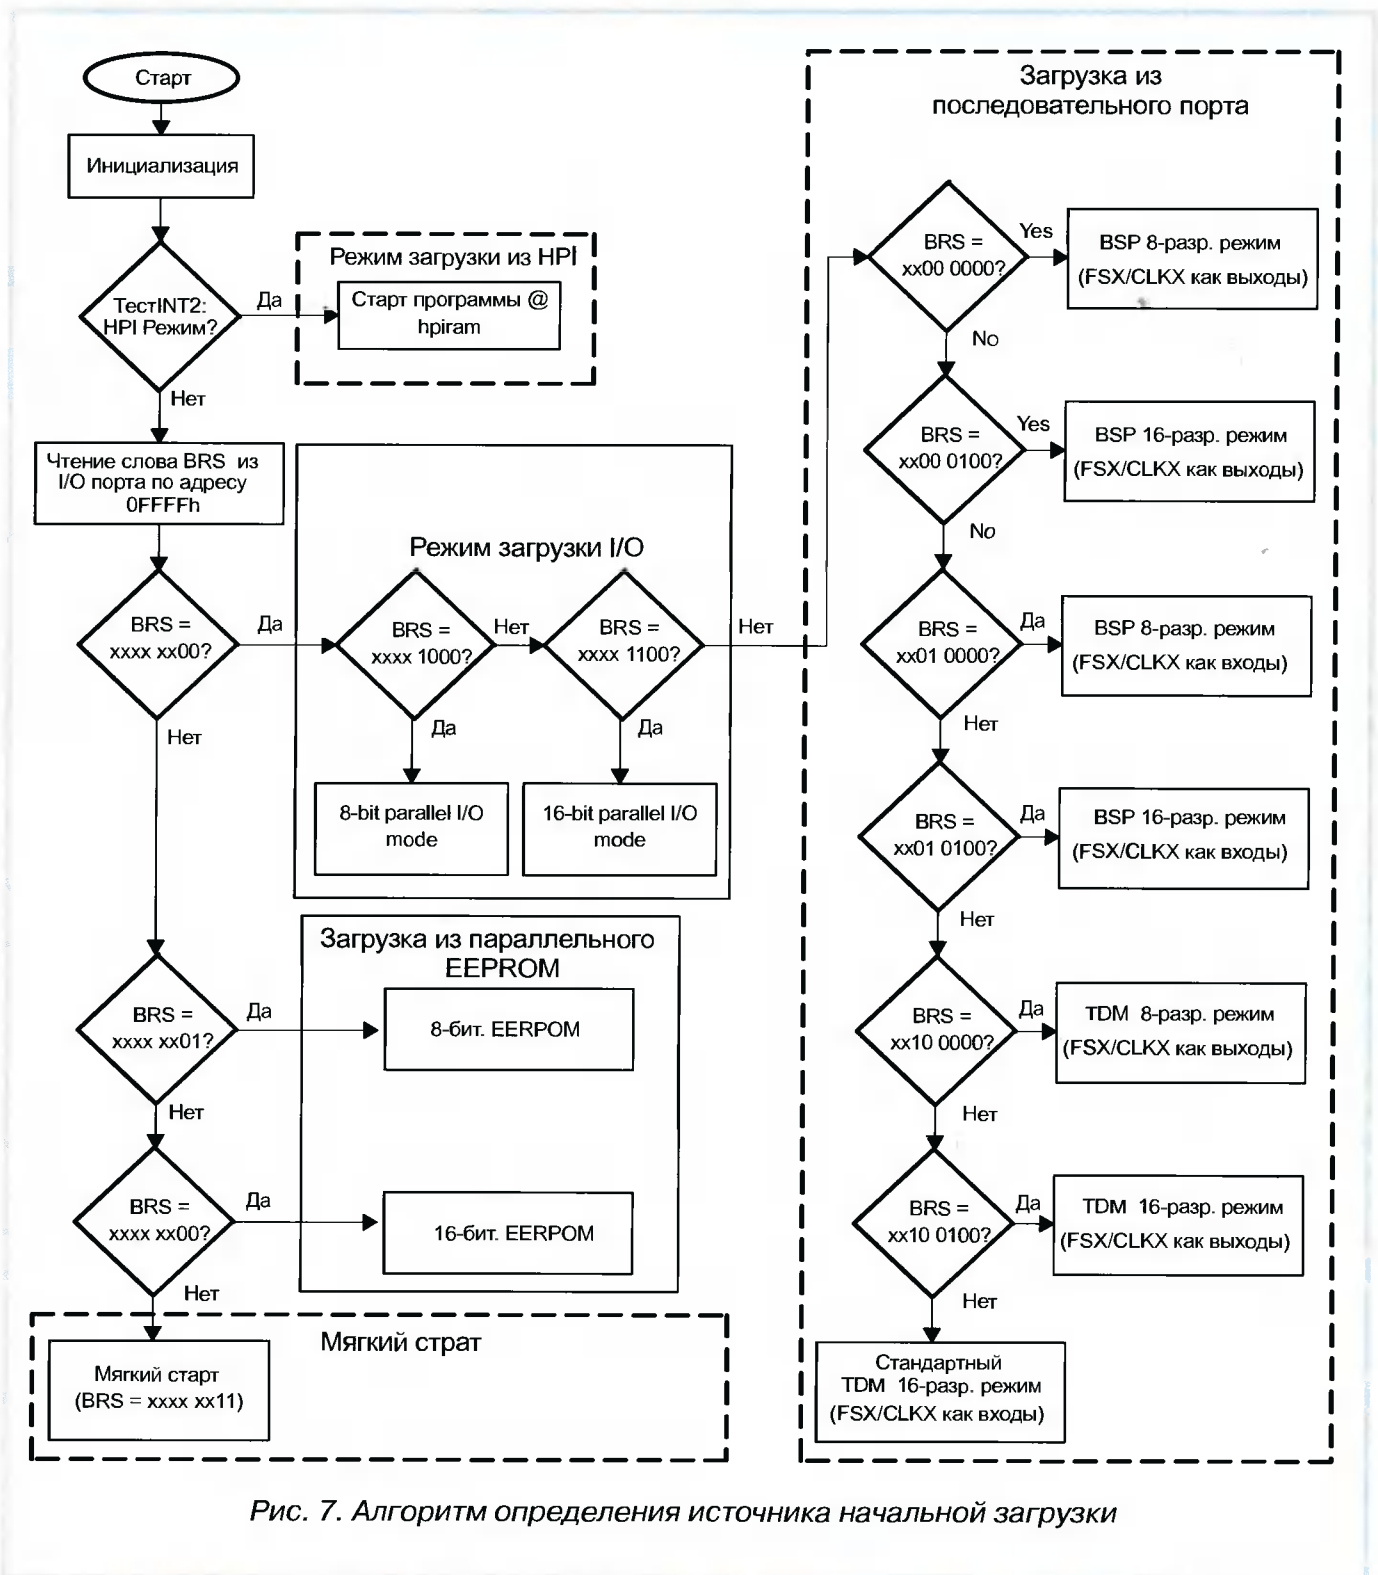 Старт
Инициализация
ТестINT2:
HPI Режим?
Да
Нет
Режим загрузки из HPI
Старт программы @
hpiram
Чтение слова BRS из
I/O порта по адресу
0FFFFh
BRS =
xxxx xx00?
Да
Нет
Режим загрузки I/O
BRS =
xxxx 1000?
Нет
Да
BRS =
xxxx 1100?
Нет
Да
8-bit parallel I/O
mode
16-bit parallel I/O
mode
BRS =
xxxx xx01?
Да
Нет
Загрузка из параллельного
EEPROM
8-бит. EERPOM
BRS =
xxxx xx00?
Да
Нет
16-бит. EERPOM
Мягкий страт
Мягкий старт
(BRS = xxxx xx11)
Загрузка из
последовательного порта
BRS =
xx00 0000?
Yes
No
BSP 8-разр. режим
(FSX/CLKX как выходы)
BRS =
xx00 0100?
Yes
No
BSP 16-разр. режим
(FSX/CLKX как выходы)
BRS =
xx01 0000?
Да
Нет
BSP 8-разр. режим
(FSX/CLKX как входы)
BRS =
xx01 0100?
Да
Нет
BSP 16-разр. режим
(FSX/CLKX как входы)
BRS =
xx10 0000?
Да
Нет
TDM 8-разр. режим
(FSX/CLKX как выходы)
BRS =
xx10 0100?
Да
Нет
TDM 16-разр. режим
(FSX/CLKX как выходы)
Стандартный
TDM 16-разр. режим
(FSX/CLKX как входы)
Рис. 7. Алгоритм определения источника начальной загрузки